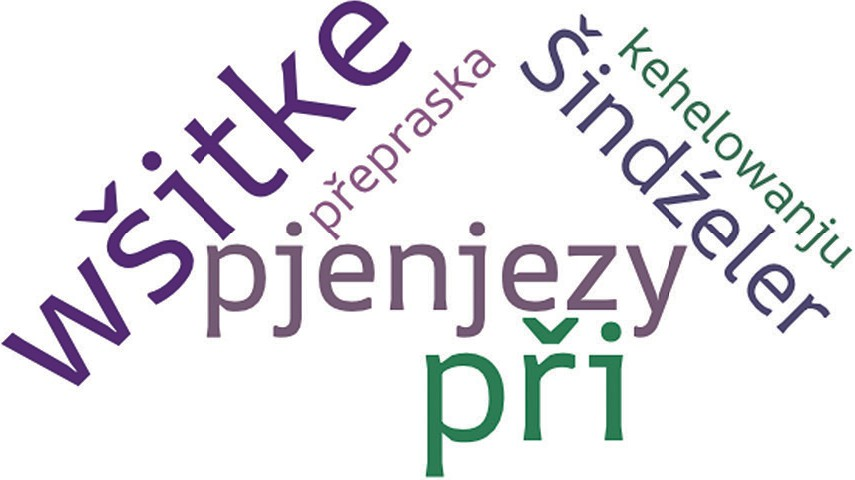 wšitke
přepraska
Šindźeler
kehelowanju
pjenjezy
při